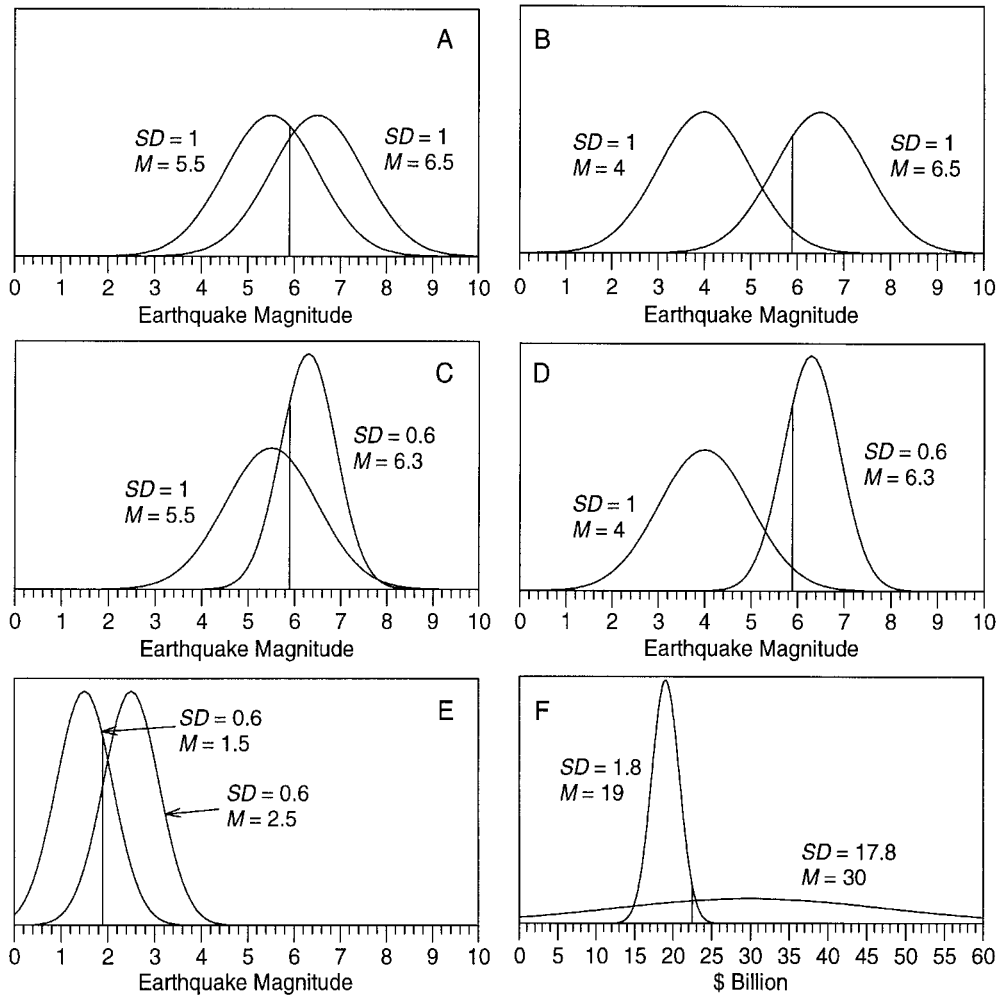 A
SD = 1
M = 5.5
SD = 1
M = 6.5
0 1 2 3 4 5 6 7 8 9 10
Earthquake Magnitude
B
SD = 1
M = 4
SD = 1
M = 6.5
0 1 2 3 4 5 6 7 8 9 10
Earthquake Magnitude
C
SD = 0.6
M = 6.3
SD = 1
M = 5.5
0 1 2 3 4 5 6 7 8 9 10
Earthquake Magnitude
D
SD = 0.6
M = 6.3
SD = 1
M = 4
0 1 2 3 4 5 6 7 8 9 10
Earthquake Magnitude
E
SD = 0.6
M = 1.5
SD = 0.6
M = 2.5
0 1 2 3 4 5 6 7 8 9 10
Earthquake Magnitude
F
SD = 1.8
M = 19
SD = 17.8
M = 30
0 5 10 15 20 25 30 35 40 45 50 55 60
$ Billion